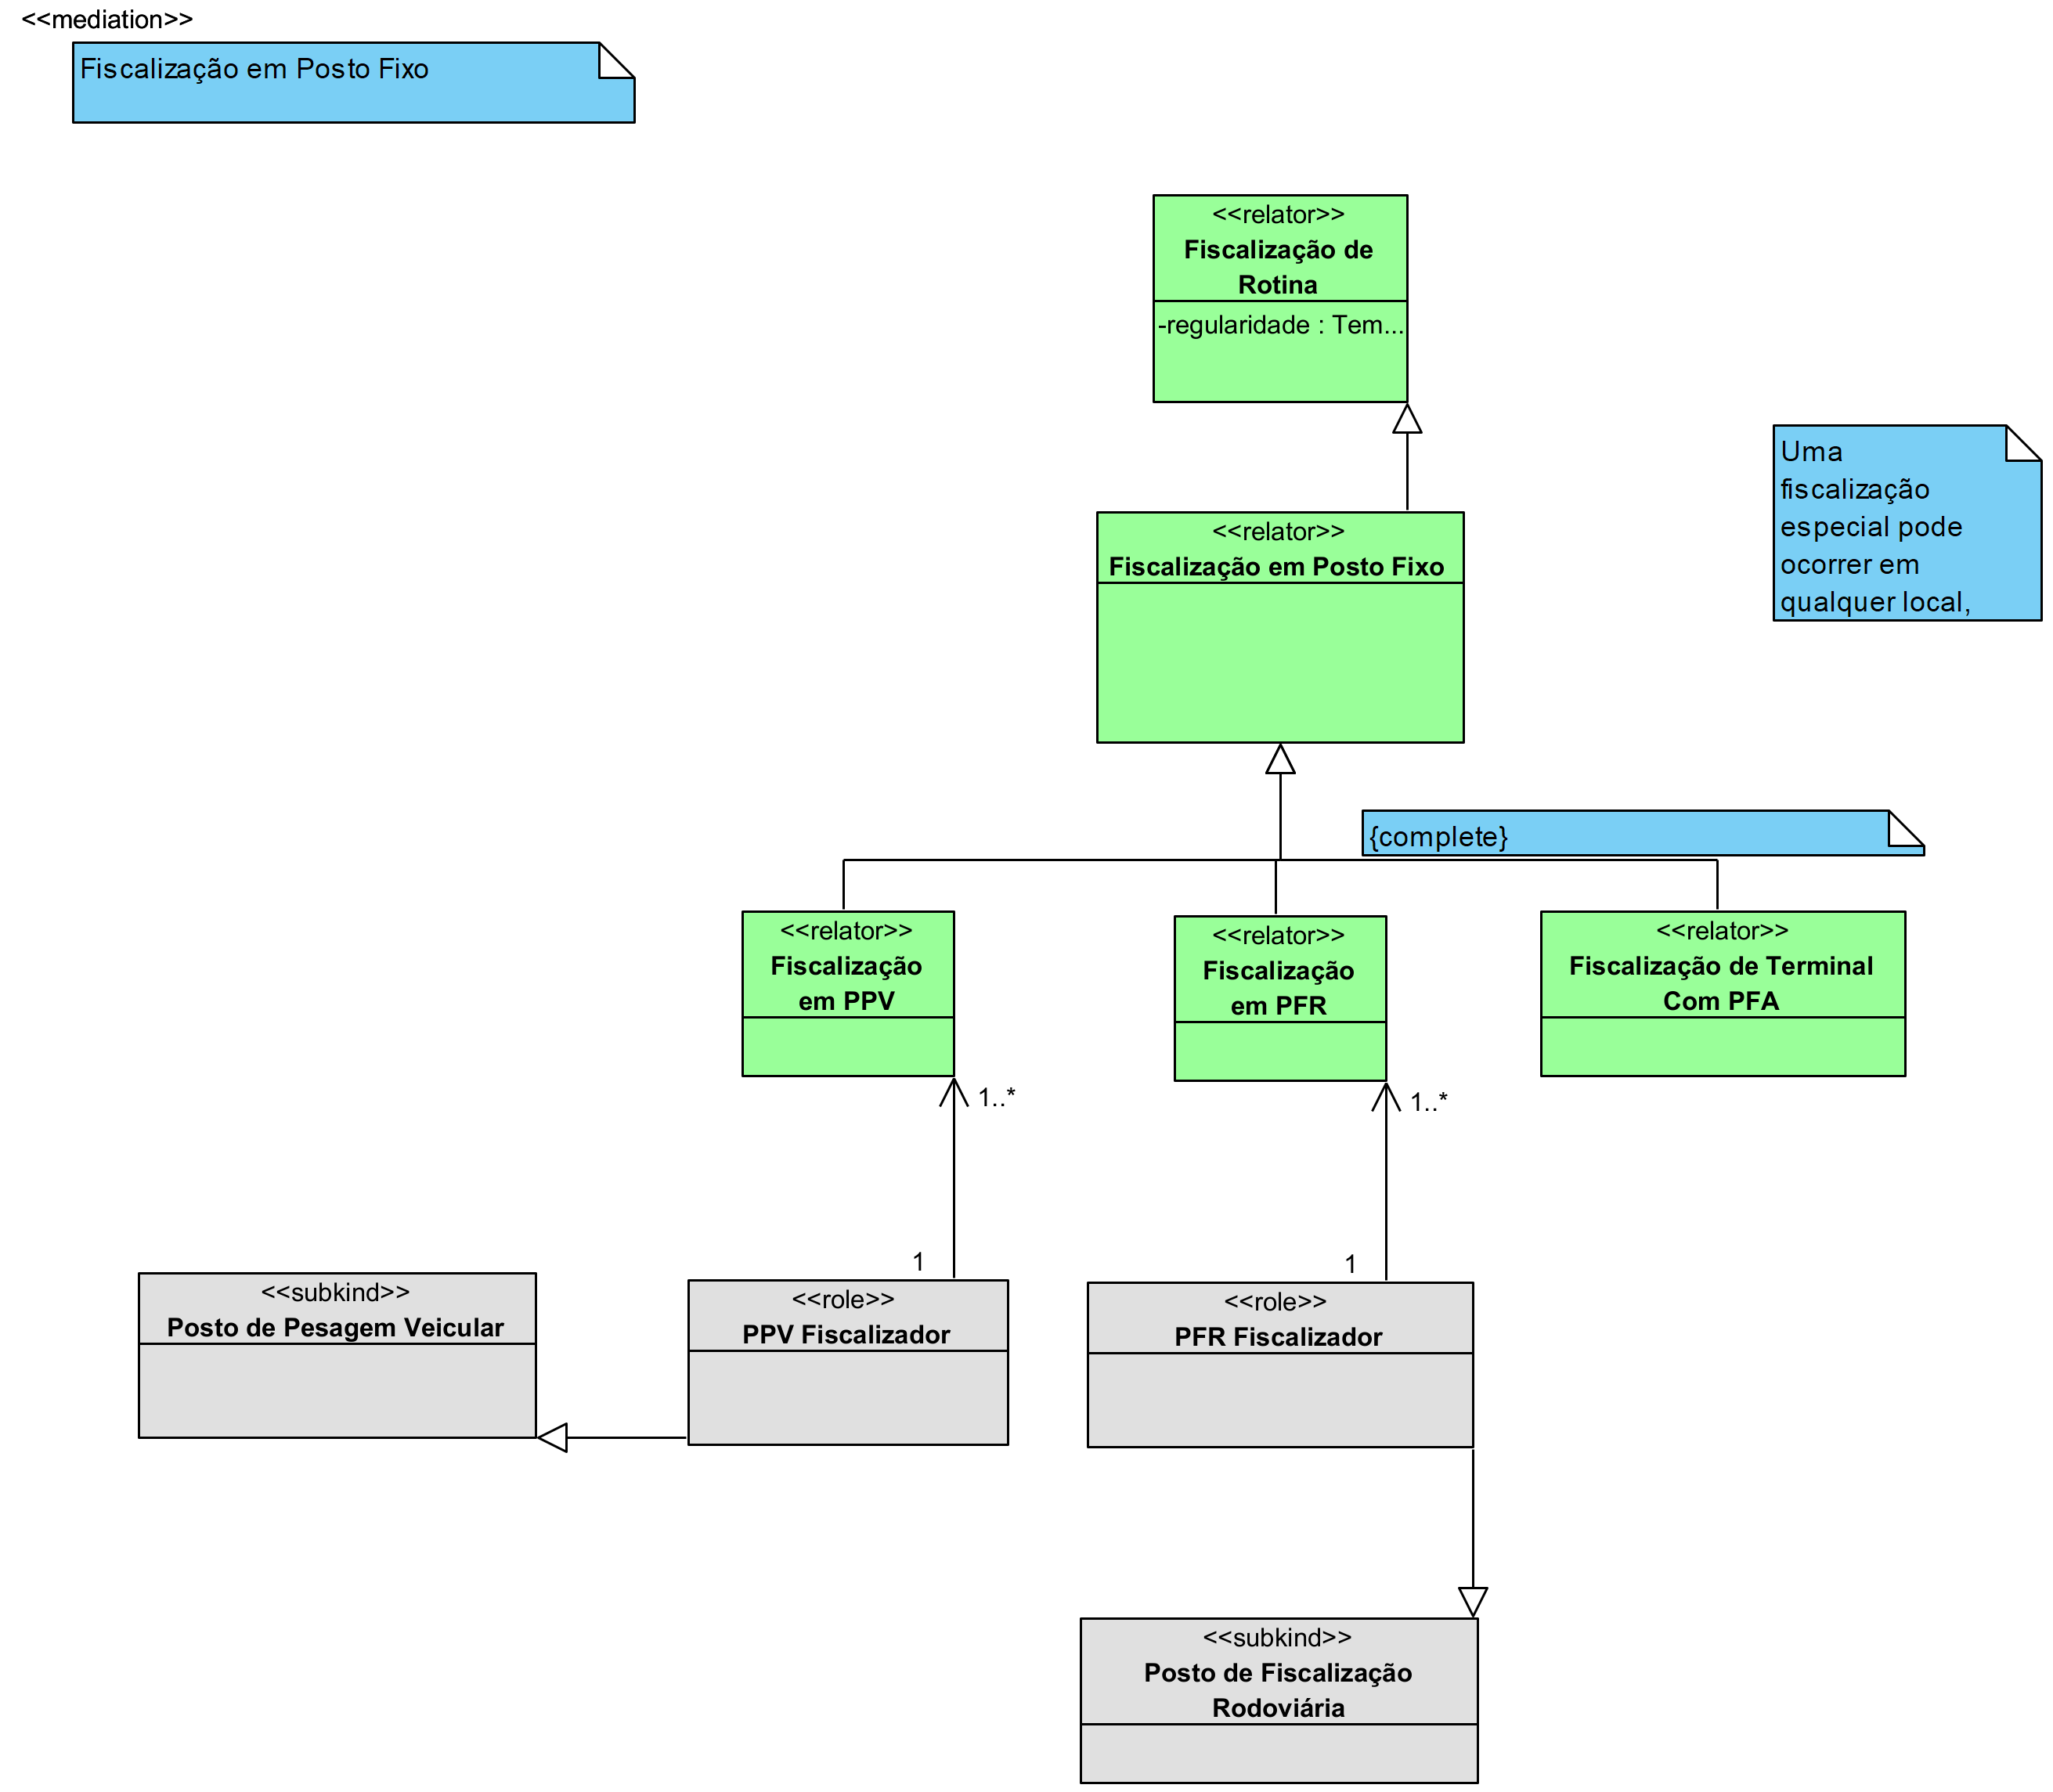 <<mediation>>
Fiscalização em Posto Fixo
<<relator>>
Fiscalização de
Rotina
-regularidade : Tem...
Uma
fiscalização
especial pode
ocorrer em
qualquer local,
<<relator>>
Fiscalização em Posto Fixo
{complete}
<<relator>>
Fiscalização
em PPV
<<relator>>
Fiscalização
em PFR
<<relator>>
Fiscalização de Terminal
Com PFA
1..*
1..*
1
1
<<subkind>>
Posto de Pesagem Veicular
<<role>>
PPV Fiscalizador
<<role>>
PFR Fiscalizador
<<subkind>>
Posto de Fiscalização
Rodoviária